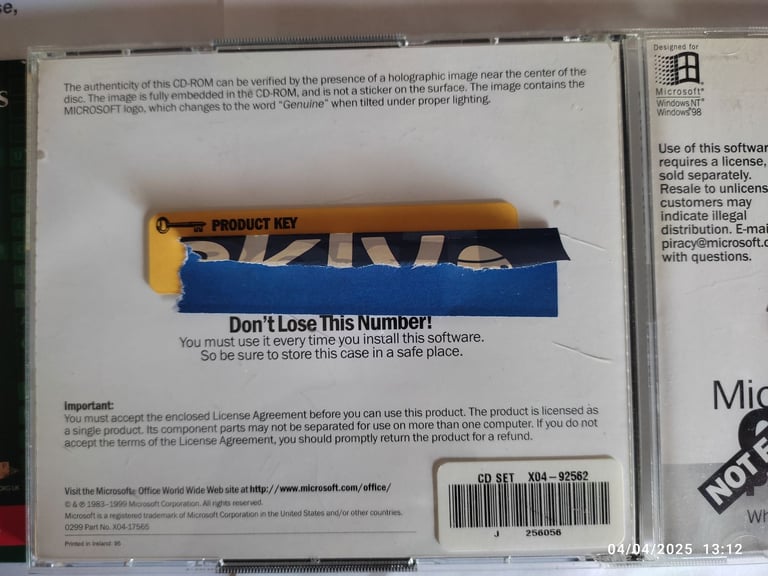 se,
S
The authenticity of this CD-ROM can be verified by the presence of a holographic image near the center of the
disc. The image is fully embedded in the CD-ROM, and is not a sticker on the surface. The image contains the
MICROSOFT logo, which changes to the word “Genuine” when tilted under proper lighting.
PRODUCT KEY
Don't Lose This Number!
You must use it every time you install this software.
So be sure to store this case in a safe place.
Important:
You must accept the enclosed License Agreement before you can use this product. The product is licensed as
a single product. Its component parts may not be separated for use on more than one computer. If you do not
accept the terms of the License Agreement, you should promptly return the product for a refund.
Visit the Microsoft® Office World Wide Web site at http://www.microsoft.com/office/
© & ℗ 1983–1999 Microsoft Corporation. All rights reserved.
Microsoft is a registered trademark of Microsoft Corporation in the United States and/or other countries.
0299 Part No. X04-17565
Printed in Ireland: 95
CD SET X04-92562
J 256056
Designed for
Microsoft®
Windows NT®
Windows®98
Use of this softwar
requires a license,
sold separately.
Resale to unlicens
customers may
indicate illegal
distribution. E-mai
piracy@microsoft.c
with questions.
Mic
NOT F
Wh
04/04/2025 13:12